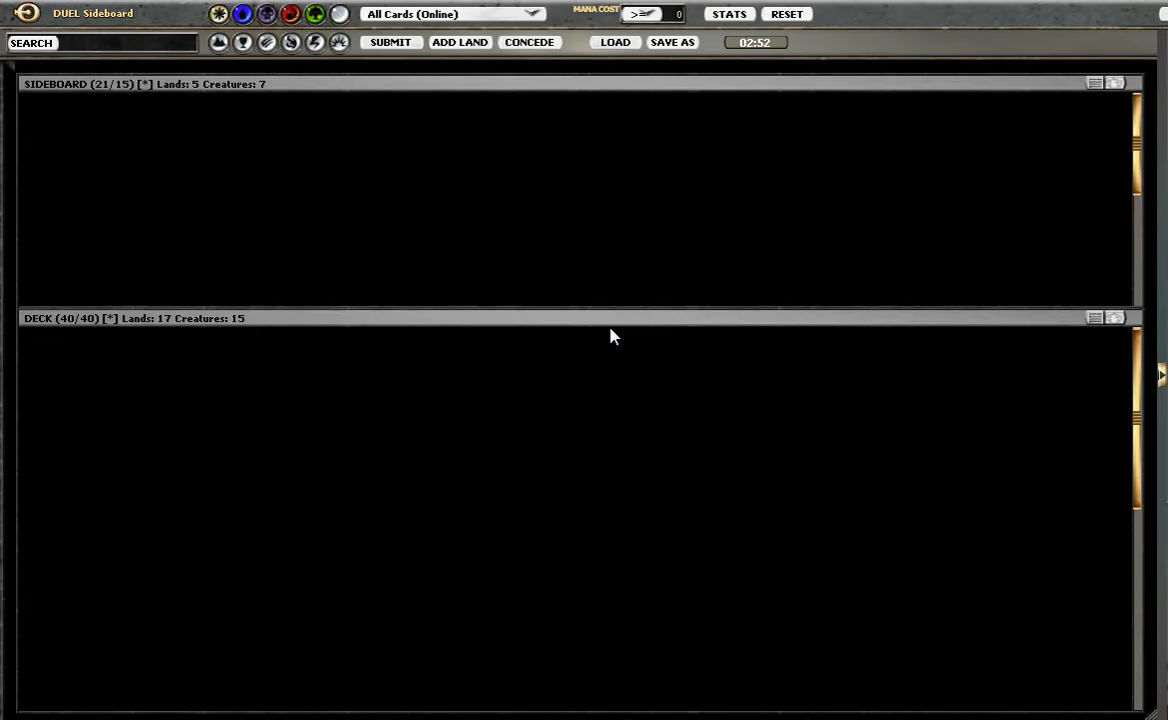 DUEL Sideboard
All Cards (Online)
MANA COST
>=
0
STATS
RESET
SEARCH
SUBMIT
ADD LAND
CONCEDE
LOAD
SAVE AS
02:52
SIDEBOARD (21/15) [*] Lands: 5 Creatures: 7
DECK (40/40) [*] Lands: 17 Creatures: 15